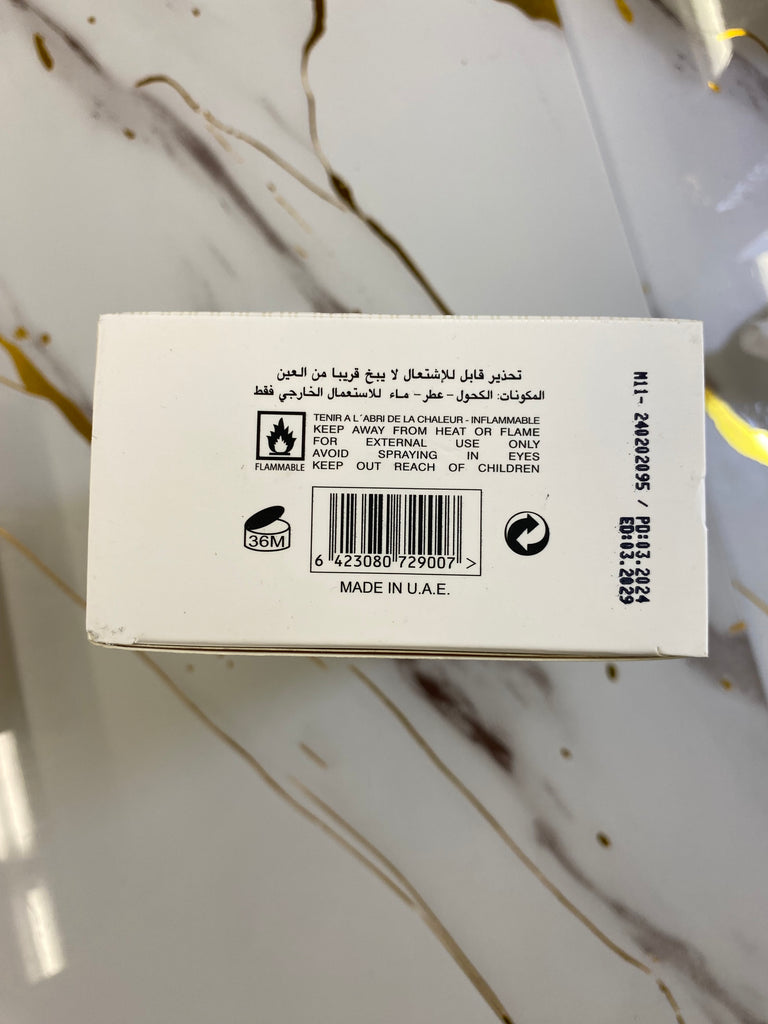 تحذير قابل للإشتعال لا يبخ قريبا من العين
المكونات: الكحول - عطر - ماء للاستعمال الخارجي فقط
TENIR A L´ABRI DE LA CHALEUR - INFLAMMABLE
KEEP AWAY FROM HEAT OR FLAME
FOR EXTERNAL USE ONLY
AVOID SPRAYING IN EYES
KEEP OUT REACH OF CHILDREN
FLAMMABLE
36M
6 423080 729007 >
MADE IN U.A.E.
M11- 240202095 / PD:03.2024
ED:03.2029